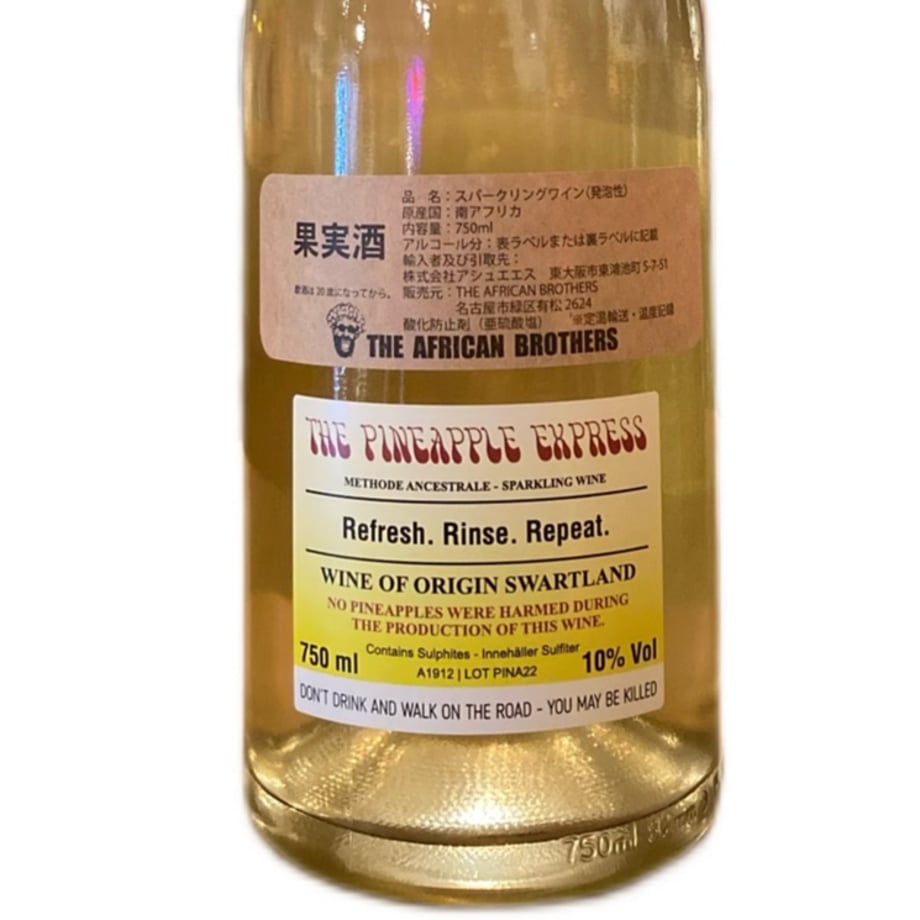 果実酒
飲酒は20歳になってから。
品 名：スパークリングワイン（発泡性）
原産国：南アフリカ
内容量：750ml
アルコール分：表ラベルまたは裏ラベルに記載
輸入者及び引取先：
株式会社アシュエエス 東大阪市東鴻池町5-7-51
販売元：THE AFRICAN BROTHERS
名古屋市緑区有松2624
酸化防止剤（亜硫酸塩） ※定温輸送・温度記録
THE AFRICAN BROTHERS
THE PINEAPPLE EXPRESS
METHODE ANCESTRALE - SPARKLING WINE
Refresh. Rinse. Repeat.
WINE OF ORIGIN SWARTLAND
NO PINEAPPLES WERE HARMED DURING
THE PRODUCTION OF THIS WINE.
750 ml
Contains Sulphites - Innehåller Sulfiter
A1912 | LOT PINA22
10% Vol
DON'T DRINK AND WALK ON THE ROAD - YOU MAY BE KILLED
750ml